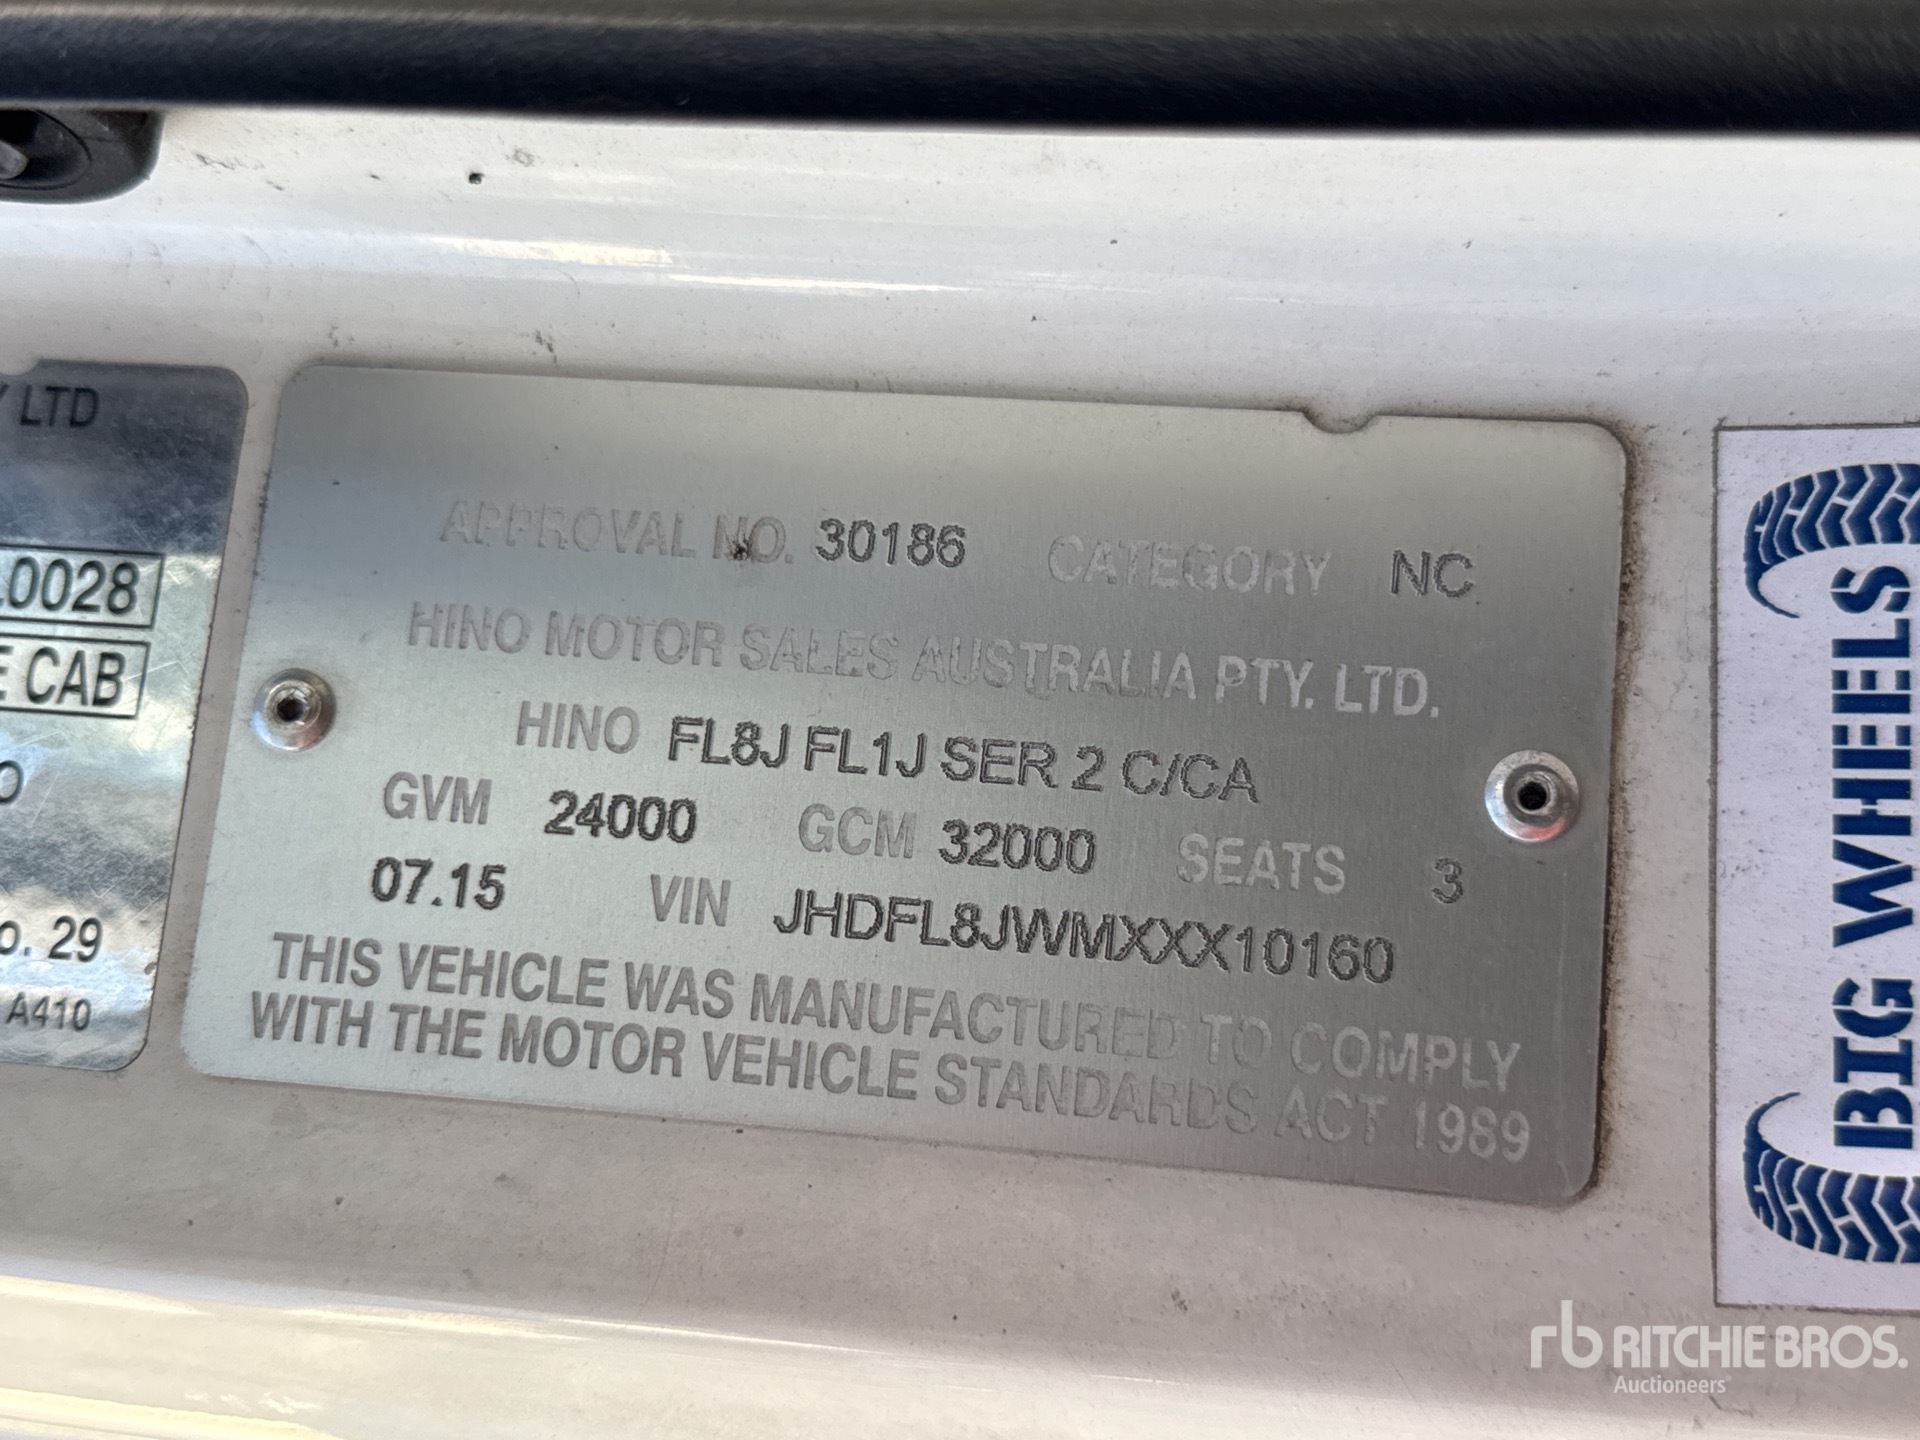 LTD
0028
E CAB
o. 29
A410
APPROVAL NO. 30186 CATEGORY NC
HINO MOTOR SALES AUSTRALIA PTY. LTD.
HINO FL8J FL1J SER 2 C/CA
GVM 24000 GCM 32000 SEATS 3
07.15 VIN JHDFL8JWMXXX10160
THIS VEHICLE WAS MANUFACTURED TO COMPLY
WITH THE MOTOR VEHICLE STANDARDS ACT 1989
BIG WHEELS
rb RITCHIE BROS.
Auctioneers